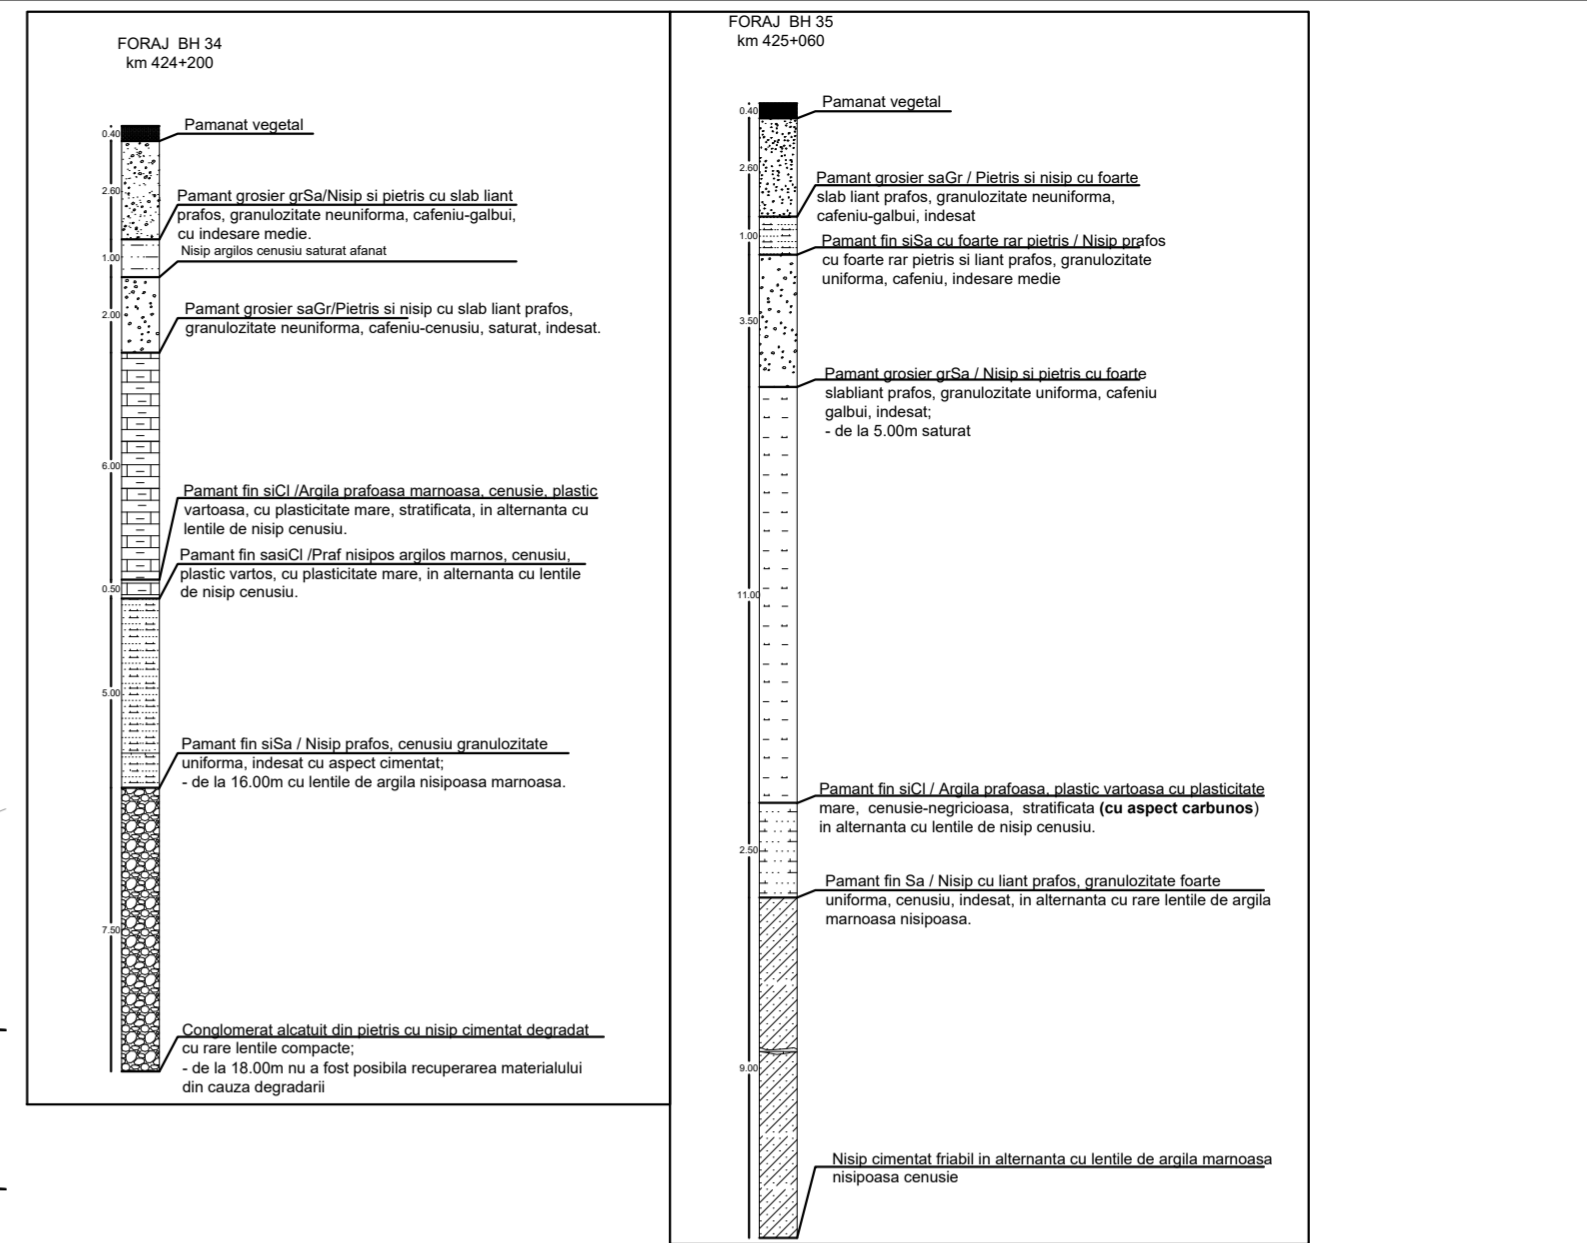 FORAJ BH 34
km 424+200
0.40
Pamanat vegetal
2.60
Pamant grosier grSa/Nisip si pietris cu slab liant
prafos, granulozitate neuniforma, cafeniu-galbui,
cu indesare medie.
Nisip argilos cenusiu saturat afanat
1.00
2.00
Pamant grosier saGr/Pietris si nisip cu slab liant prafos,
granulozitate neuniforma, cafeniu-cenusiu, saturat, indesat.
6.00
Pamant fin siCl /Argila prafoasa marnoasa, cenusie, plastic
vartoasa, cu plasticitate mare, stratificata, in alternanta cu
lentile de nisip cenusiu.
0.50
Pamant fin sasiCl /Praf nisipos argilos marnos, cenusiu,
plastic vartos, cu plasticitate mare, in alternanta cu lentile
de nisip cenusiu.
5.00
Pamant fin siSa / Nisip prafos, cenusiu granulozitate
uniforma, indesat cu aspect cimentat;
- de la 16.00m cu lentile de argila nisipoasa marnoasa.
7.50
Conglomerat alcatuit din pietris cu nisip cimentat degradat
cu rare lentile compacte;
- de la 18.00m nu a fost posibila recuperarea materialului
din cauza degradarii
FORAJ BH 35
km 425+060
0.40
Pamanat vegetal
2.60
Pamant grosier saGr / Pietris si nisip cu foarte
slab liant prafos, granulozitate neuniforma,
cafeniu-galbui, indesat
1.00
Pamant fin siSa cu foarte rar pietris / Nisip prafos
cu foarte rar pietris si liant prafos, granulozitate
uniforma, cafeniu, indesare medie
3.50
Pamant grosier grSa / Nisip si pietris cu foarte
slabliant prafos, granulozitate uniforma, cafeniu
galbui, indesat;
- de la 5.00m saturat
11.00
Pamant fin siCl / Argila prafoasa, plastic vartoasa cu plasticitate
mare, cenusie-negricioasa, stratificata (cu aspect carbunos)
in alternanta cu lentile de nisip cenusiu.
2.50
Pamant fin Sa / Nisip cu liant prafos, granulozitate foarte
uniforma, cenusiu, indesat, in alternanta cu rare lentile de argila
marnoasa nisipoasa.
9.00
Nisip cimentat friabil in alternanta cu lentile de argila marnoasa
nisipoasa cenusie